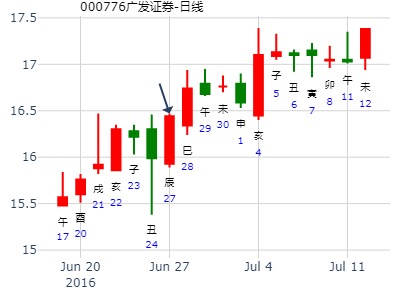 000776广发证券-日线
17.5
17
16.5
16
15.5
15
午
17
酉
20
戌
21
亥
22
子
23
丑
24
辰
27
巳
28
午
29
未
30
申
1
亥
4
子
5
丑
6
寅
7
卯
8
午
11
未
12
Jun 20
2016
Jun 27
Jul 4
Jul 11